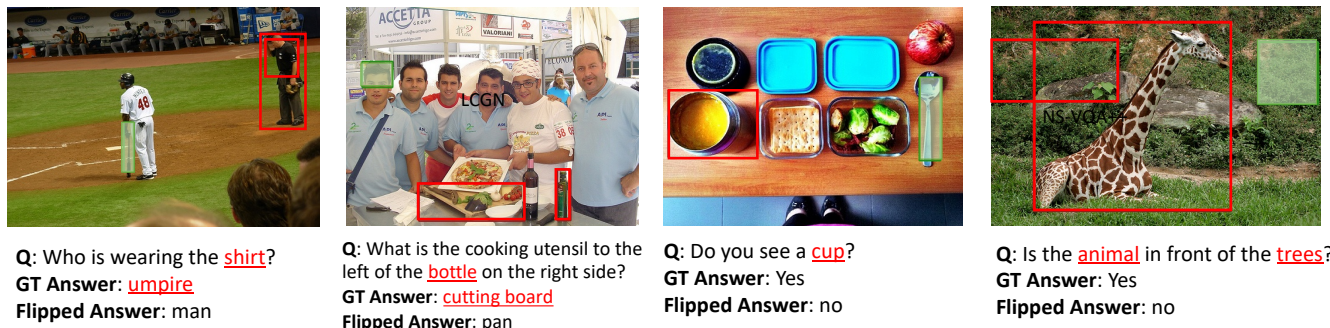 48
ACCETTA
GROUP
VALORIANI
LCGN
NS-VQA
Q: Who is wearing the shirt?
GT Answer: umpire
Flipped Answer: man
Q: What is the cooking utensil to the
left of the bottle on the right side?
GT Answer: cutting board
Flipped Answer: pan
Q: Do you see a cup?
GT Answer: Yes
Flipped Answer: no
Q: Is the animal in front of the trees?
GT Answer: Yes
Flipped Answer: no